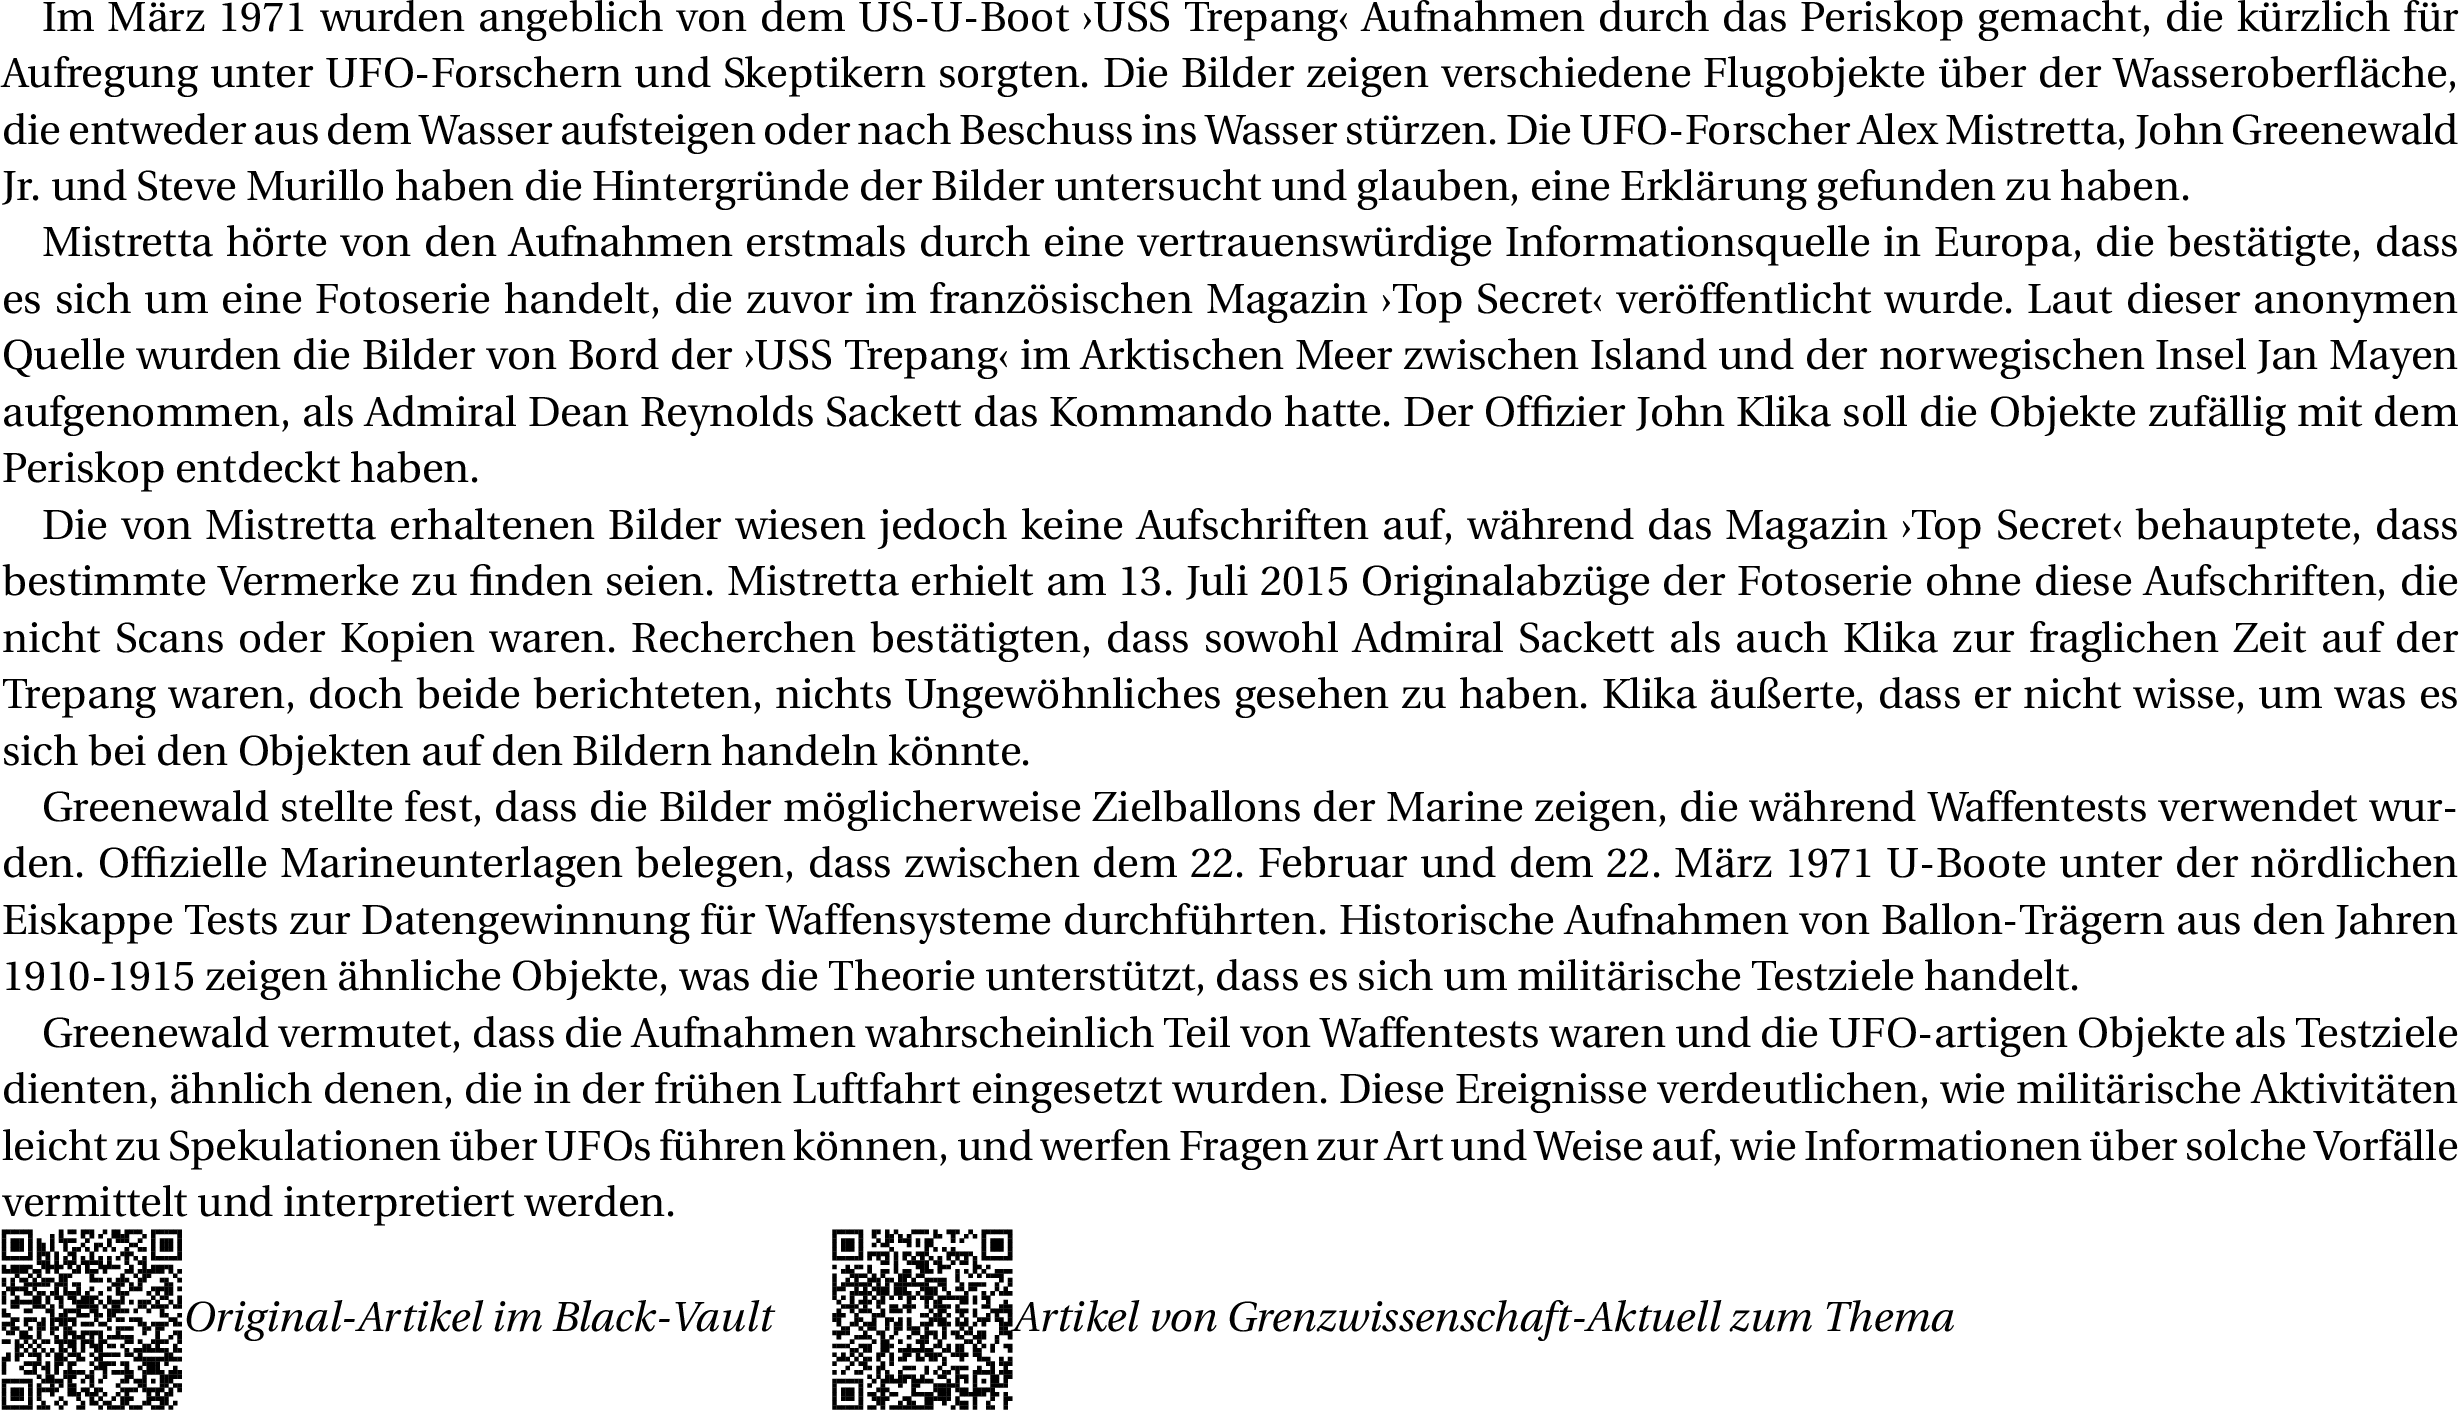 Im März 1971 wurden angeblich von dem US-U-Boot ›USS Trepang‹ Aufnahmen durch das Periskop gemacht, die kürzlich für
Aufregung unter UFO-Forschern und Skeptikern sorgten. Die Bilder zeigen verschiedene Flugobjekte über der Wasseroberfläche,
die entweder aus dem Wasser aufsteigen oder nach Beschuss ins Wasser stürzen. Die UFO-Forscher Alex Mistretta, John Greenewald
Jr. und Steve Murillo haben die Hintergründe der Bilder untersucht und glauben, eine Erklärung gefunden zu haben.
Mistretta hörte von den Aufnahmen erstmals durch eine vertrauenswürdige Informationsquelle in Europa, die bestätigte, dass
es sich um eine Fotoserie handelt, die zuvor im französischen Magazin ›Top Secret‹ veröffentlicht wurde. Laut dieser anonymen
Quelle wurden die Bilder von Bord der ›USS Trepang‹ im Arktischen Meer zwischen Island und der norwegischen Insel Jan Mayen
aufgenommen, als Admiral Dean Reynolds Sackett das Kommando hatte. Der Offizier John Klika soll die Objekte zufällig mit dem
Periskop entdeckt haben.
Die von Mistretta erhaltenen Bilder wiesen jedoch keine Aufschriften auf, während das Magazin ›Top Secret‹ behauptete, dass
bestimmte Vermerke zu finden seien. Mistretta erhielt am 13. Juli 2015 Originalabzüge der Fotoserie ohne diese Aufschriften, die
nicht Scans oder Kopien waren. Recherchen bestätigten, dass sowohl Admiral Sackett als auch Klika zur fraglichen Zeit auf der
Trepang waren, doch beide berichteten, nichts Ungewöhnliches gesehen zu haben. Klika äußerte, dass er nicht wisse, um was es
sich bei den Objekten auf den Bildern handeln könnte.
Greenewald stellte fest, dass die Bilder möglicherweise Zielballons der Marine zeigen, die während Waffentests verwendet wur-
den. Offizielle Marineunterlagen belegen, dass zwischen dem 22. Februar und dem 22. März 1971 U-Boote unter der nördlichen
Eiskappe Tests zur Datengewinnung für Waffensysteme durchführten. Historische Aufnahmen von Ballon-Trägern aus den Jahren
1910-1915 zeigen ähnliche Objekte, was die Theorie unterstützt, dass es sich um militärische Testziele handelt.
Greenewald vermutet, dass die Aufnahmen wahrscheinlich Teil von Waffentests waren und die UFO-artigen Objekte als Testziele
dienten, ähnlich denen, die in der frühen Luftfahrt eingesetzt wurden. Diese Ereignisse verdeutlichen, wie militärische Aktivitäten
leicht zu Spekulationen über UFOs führen können, und werfen Fragen zur Art und Weise auf, wie Informationen über solche Vorfälle
vermittelt und interpretiert werden.
Original-Artikel im Black-Vault
Artikel von Grenzwissenschaft-Aktuell zum Thema